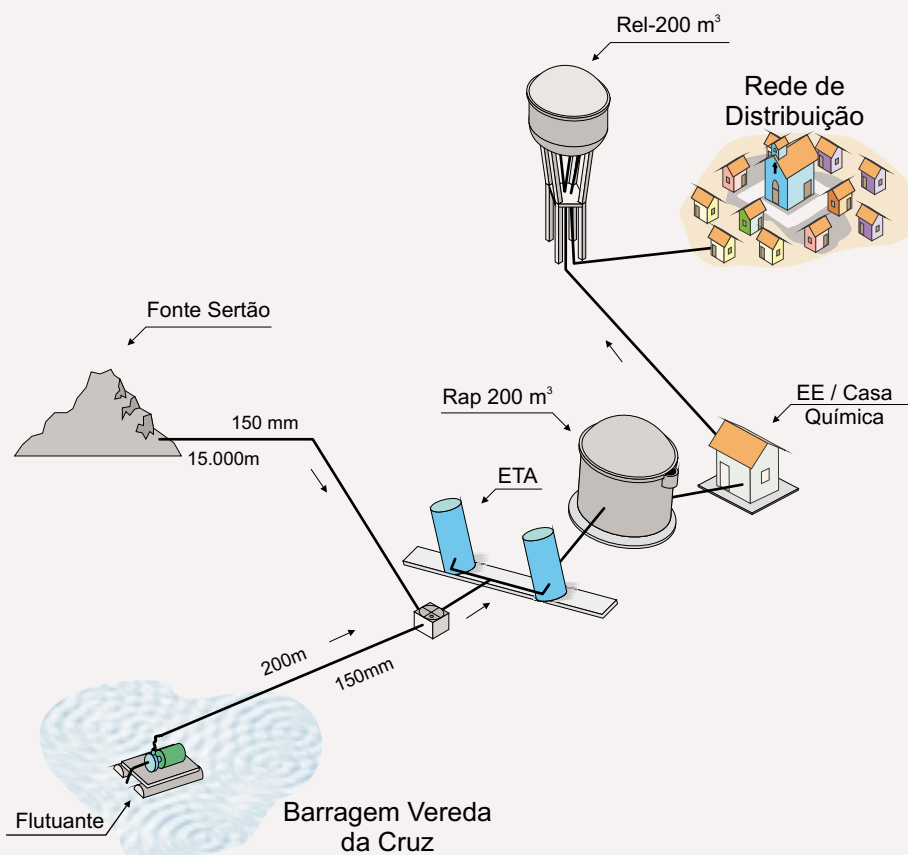 Rel-200 m³
Rede de
Distribuição
Fonte Sertão
150 mm
15.000m
Rap 200 m³
EE / Casa
Química
ETA
200m
150mm
Flutuante
Barragem Vereda
da Cruz